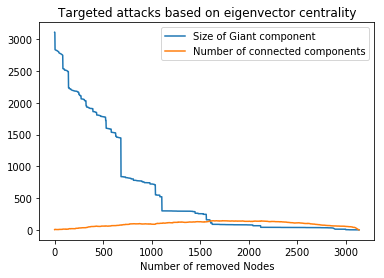 Targeted attacks based on eigenvector centrality
Size of Giant component
Number of connected components
3000
2500
2000
1500
1000
500
0
0 500 1000 1500 2000 2500 3000
Number of removed Nodes